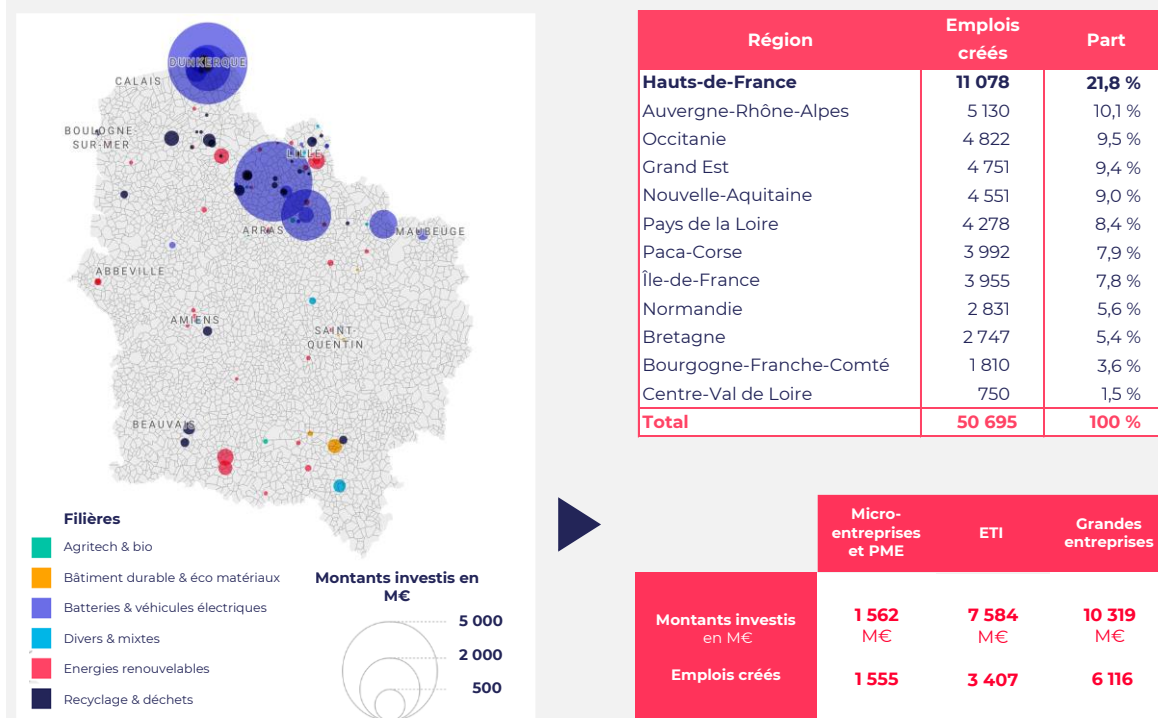 DUNKERQUE
CALAIS
BOULOGNE
SUR-MER
LILLE
ARRAS
MAUBEUGE
ABBEVILLE
AMIENS
SAINT-
QUENTIN
BEAUVAIS
Filières
Agritech & bio
Bâtiment durable & éco matériaux
Batteries & véhicules électriques
Divers & mixtes
Energies renouvelables
Recyclage & déchets
Montants investis en
M€
5 000
2 000
500
Région Emplois créés Part
Hauts-de-France 11 078 21,8 %
Auvergne-Rhône-Alpes 5 130 10,1 %
Occitanie 4 822 9,5 %
Grand Est 4 751 9,4 %
Nouvelle-Aquitaine 4 551 9,0 %
Pays de la Loire 4 278 8,4 %
Paca-Corse 3 992 7,9 %
Île-de-France 3 955 7,8 %
Normandie 2 831 5,6 %
Bretagne 2 747 5,4 %
Bourgogne-Franche-Comté 1 810 3,6 %
Centre-Val de Loire 750 1,5 %
Total 50 695 100 %
Micro-
entreprises
et PME
ETI
Grandes
entreprises
Montants investis
en M€
1 562
M€
7 584
M€
10 319
M€
Emplois créés 1 555 3 407 6 116